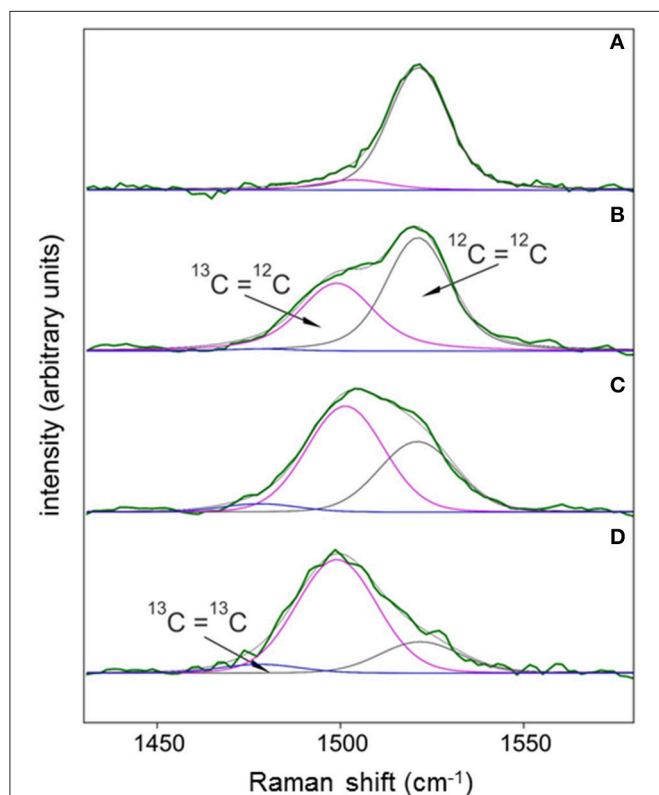 A
B
¹³C = ¹²C
¹²C = ¹²C
C
D
¹³C = ¹³C
intensity (arbitrary units)
1450
1500
1550
Raman shift (cm⁻¹)